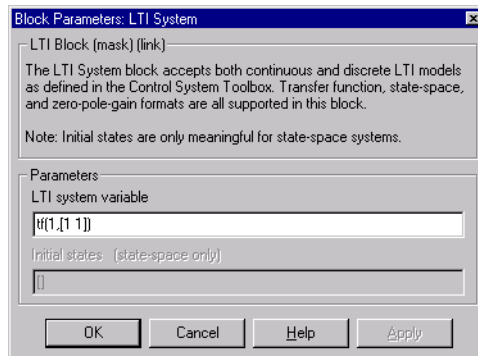 Block Parameters: LTI System
LTI Block (mask) (link)
The LTI System block accepts both continuous and discrete LTI models
as defined in the Control System Toolbox. Transfer function, state-space,
and zero-pole-gain formats are all supported in this block.
Note: Initial states are only meaningful for state-space systems.
Parameters
LTI system variable
tf(1,[1 1])
Initial states (state-space only)
[]
OK Cancel Help Apply